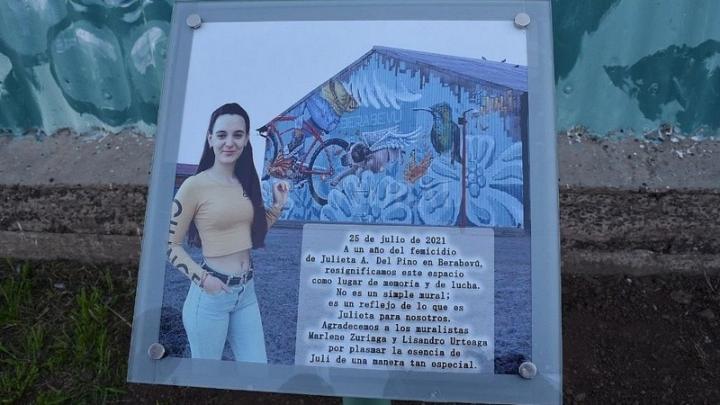 BERABEVÚ
25 de julio de 2021
A un año del femicidio
de Julieta A. Del Pino en Berabevú,
resignificamos este espacio
como lugar de memoria y de lucha.
No es un simple mural;
es un reflejo de lo que es
Julieta para nosotros.
Agradecemos a los muralistas
Marlene Zuriaga y Lisandro Urteaga
por plasmar la esencia de
Juli de una manera tan especial.